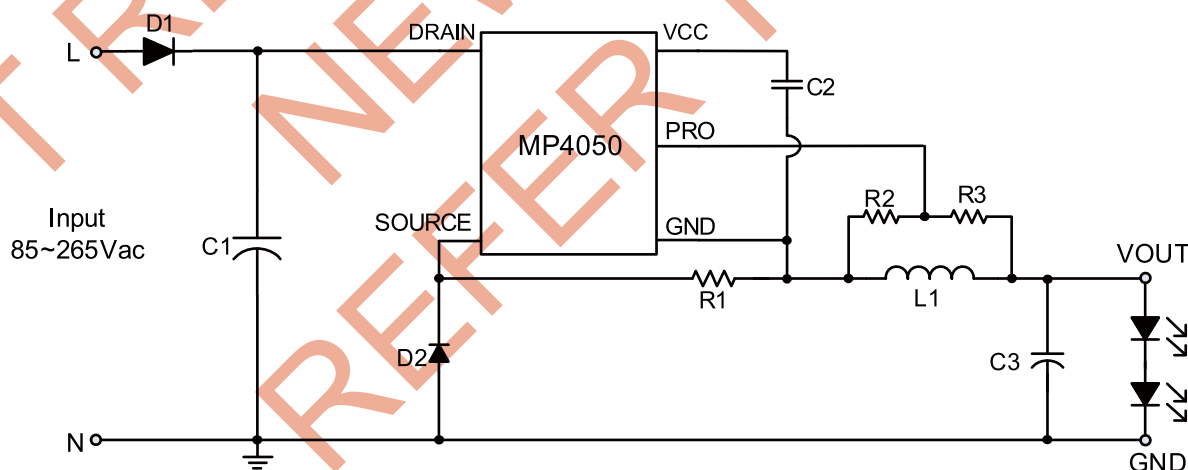 D1
DRAIN
VCC
L
C2
MP4050
PRO
R2
R3
Input
85~265Vac
SOURCE
C1
GND
VOUT
R1
L1
D2
C3
N
GND
NEW
REFER T